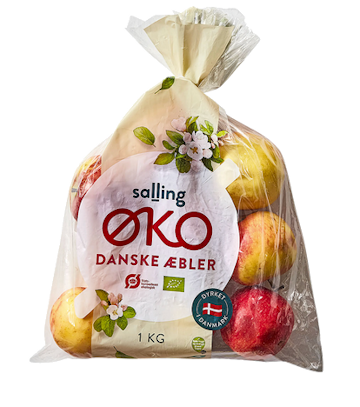 salling
ØKO
DANSKE ÆBLER
Ø
DYRKET
I DANMARK
1 KG